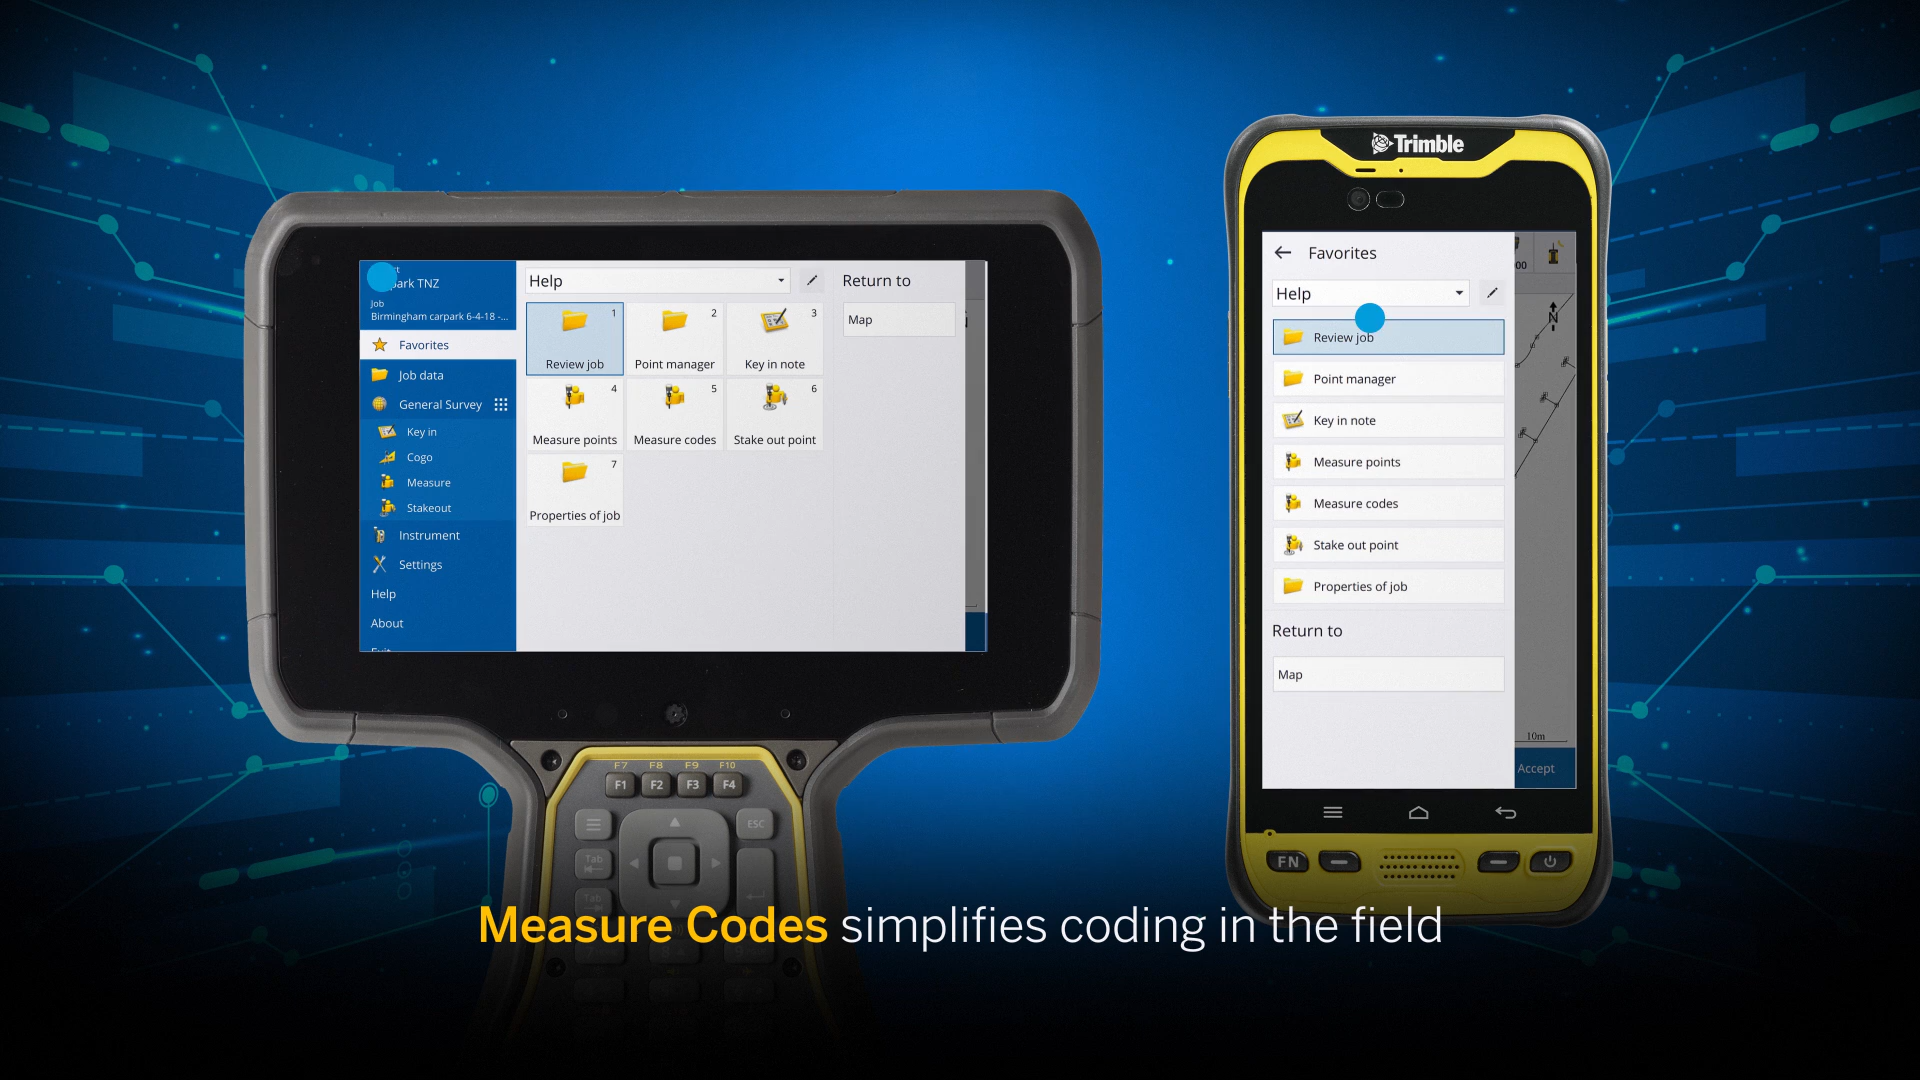 ark TNZ
Job
Birmingham carpark 6-4-18 -...
Favorites
Job data
General Survey
Key in
Cogo
Measure
Stakeout
Instrument
Settings
Help
About
Help
1
Review job
2
Point manager
3
Key in note
4
Measure points
5
Measure codes
6
Stake out point
7
Properties of job
Return to
Map
F7 F8 F9 F10
F1 F2 F3 F4
ESC
Tab
Tab
Trimble
Favorites
Help
Review job
Point manager
Key in note
Measure points
Measure codes
Stake out point
Properties of job
Return to
Map
00
N
10m
Accept
FN
Measure Codes simplifies coding in the field